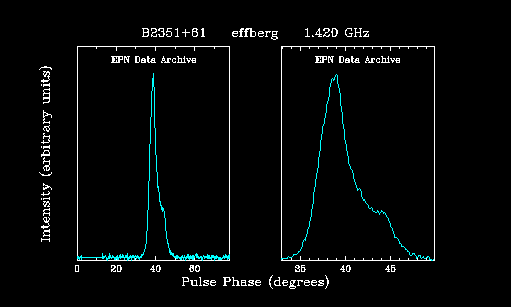 B2351+61 effberg 1.420 GHz
EPN Data Archive EPN Data Archive
Intensity (arbitrary units)
0 20 40 60 35 40 45
Pulse Phase (degrees)